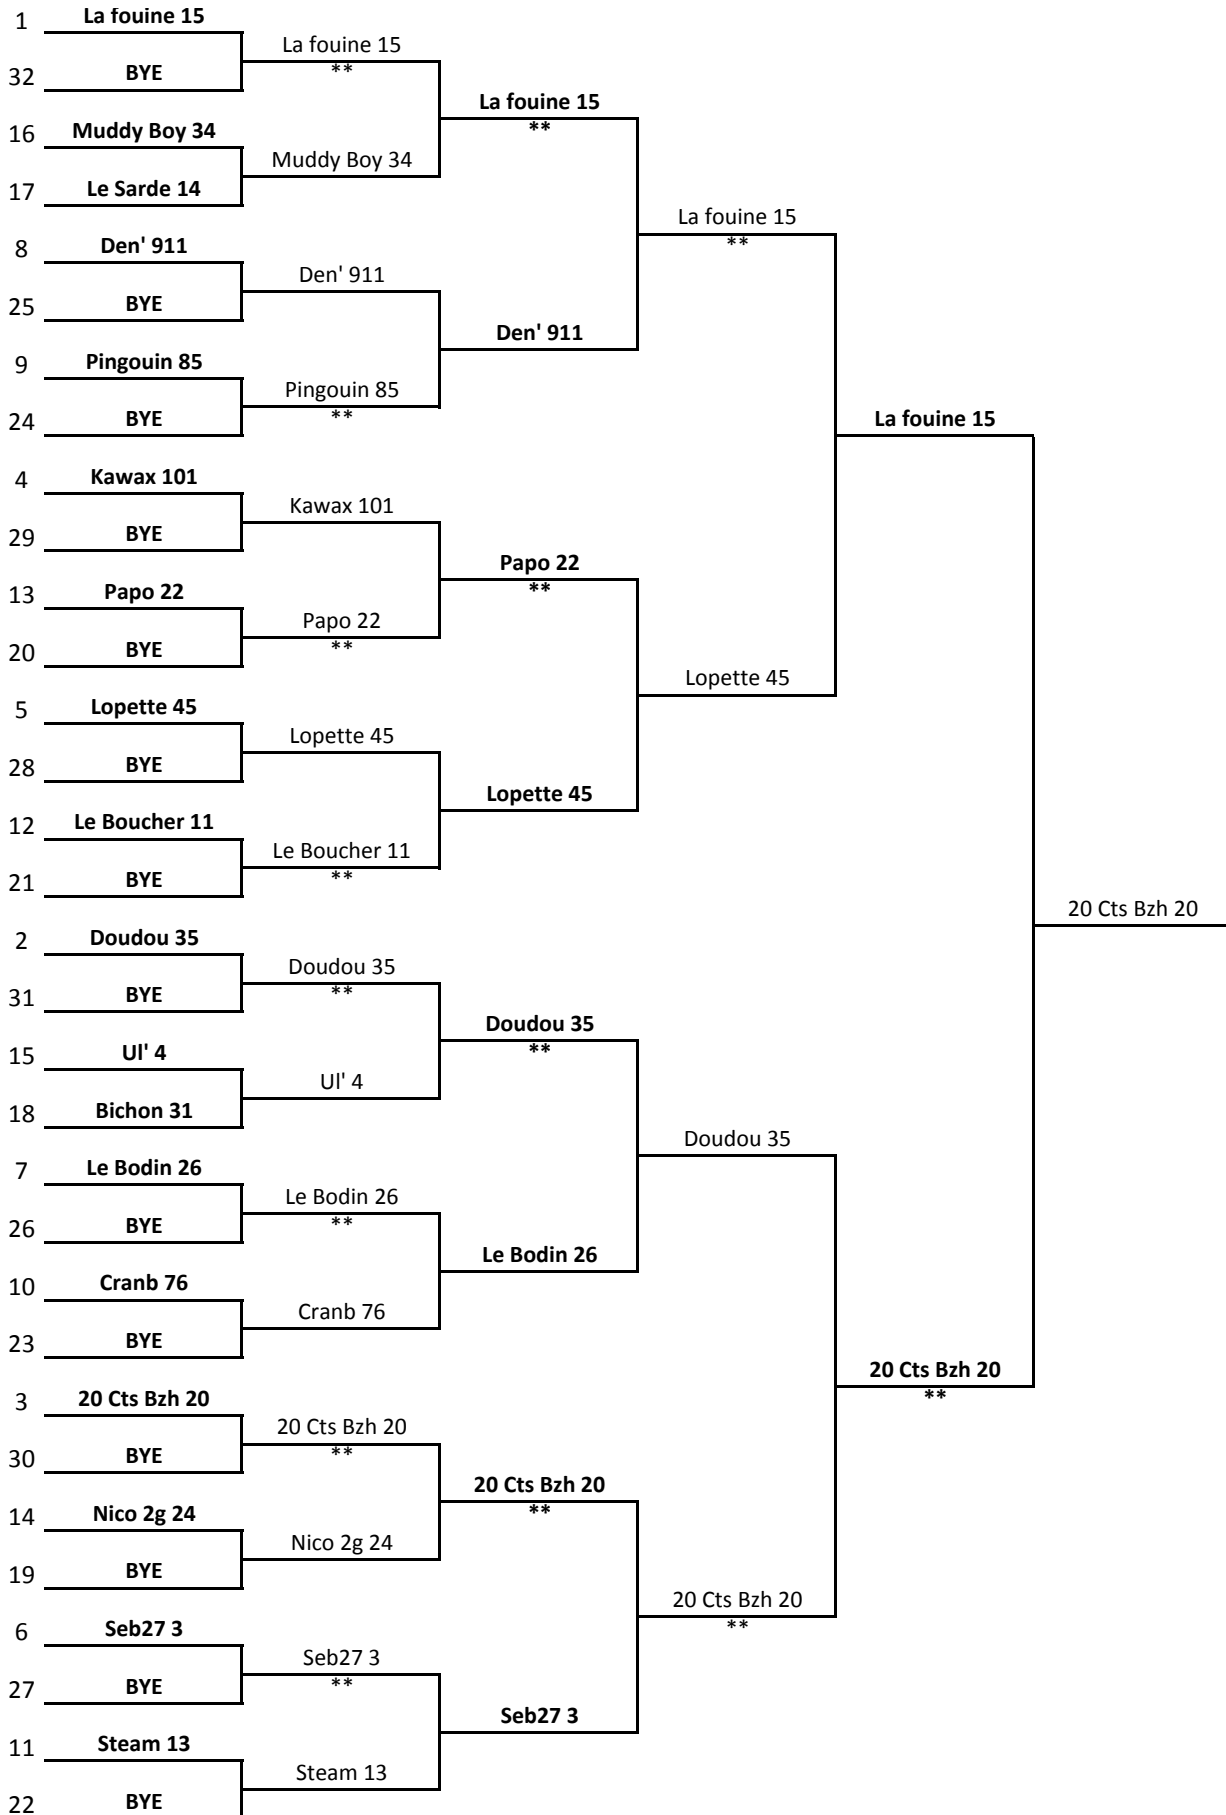 1 La fouine 15
La fouine 15
**
32 BYE
La fouine 15
**
16 Muddy Boy 34
Muddy Boy 34
17 Le Sarde 14
La fouine 15
**
8 Den' 911
Den' 911
25 BYE
Den' 911
9 Pingouin 85
Pingouin 85
**
24 BYE
La fouine 15
4 Kawax 101
Kawax 101
29 BYE
Papo 22
**
13 Papo 22
Papo 22
**
20 BYE
Lopette 45
5 Lopette 45
Lopette 45
28 BYE
Lopette 45
12 Le Boucher 11
Le Boucher 11
**
21 BYE
20 Cts Bzh 20
2 Doudou 35
Doudou 35
**
31 BYE
Doudou 35
**
15 Ul' 4
Ul' 4
18 Bichon 31
Doudou 35
7 Le Bodin 26
Le Bodin 26
**
26 BYE
Le Bodin 26
10 Cranb 76
Cranb 76
23 BYE
20 Cts Bzh 20
**
3 20 Cts Bzh 20
20 Cts Bzh 20
**
30 BYE
20 Cts Bzh 20
**
14 Nico 2g 24
Nico 2g 24
19 BYE
20 Cts Bzh 20
**
6 Seb27 3
Seb27 3
**
27 BYE
Seb27 3
11 Steam 13
Steam 13
22 BYE